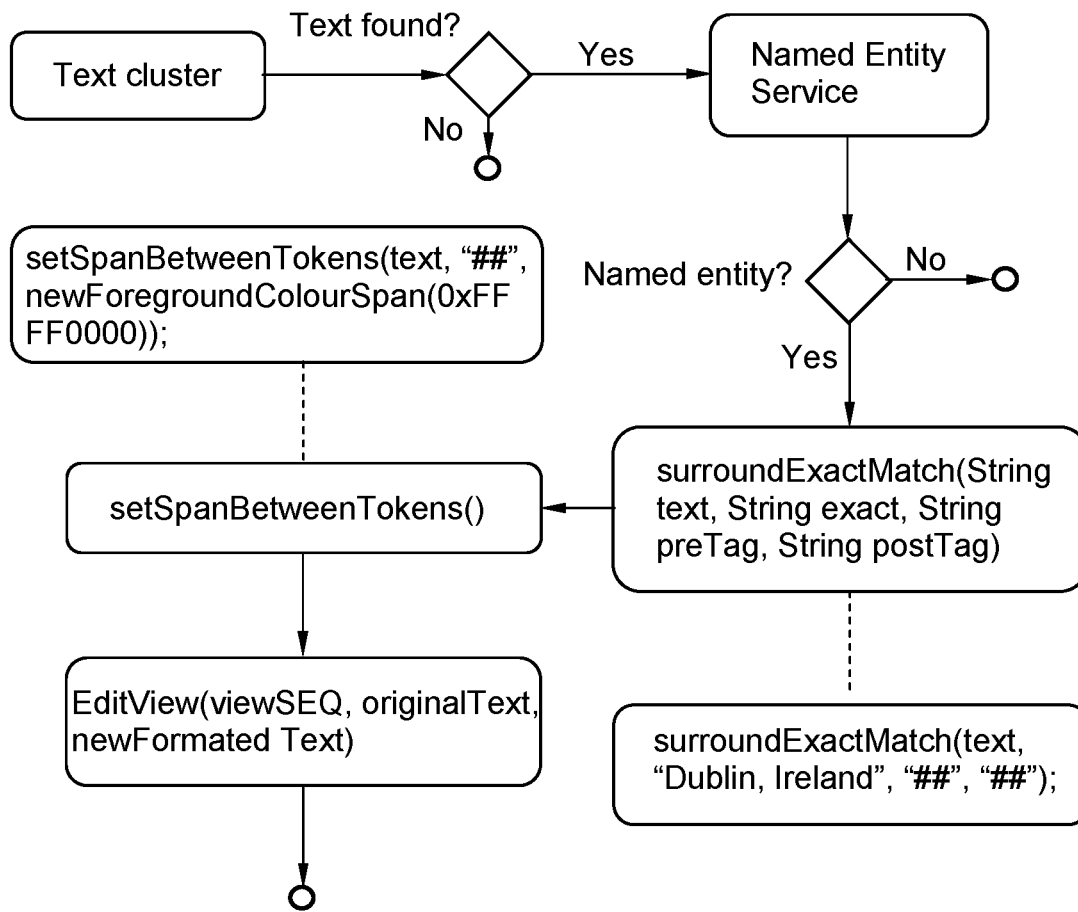 Text found?
Text cluster
Yes
Named Entity
Service
No
setSpanBetweenTokens(text, “##”,
newForegroundColourSpan(0xFF
FF0000));
Named entity?
No
Yes
setSpanBetweenTokens()
surroundExactMatch(String
text, String exact, String
preTag, String postTag)
EditView(viewSEQ, originalText,
newFormated Text)
surroundExactMatch(text,
“Dublin, Ireland”, “##”, “##”);